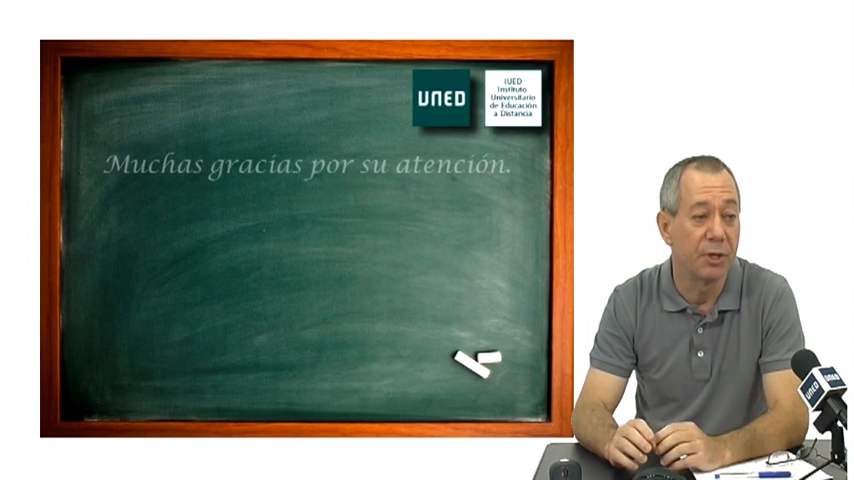 UNED
IUED
Instituto
Universitario
de Educación
a Distancia
Muchas gracias por su atención.
UNED
UNED